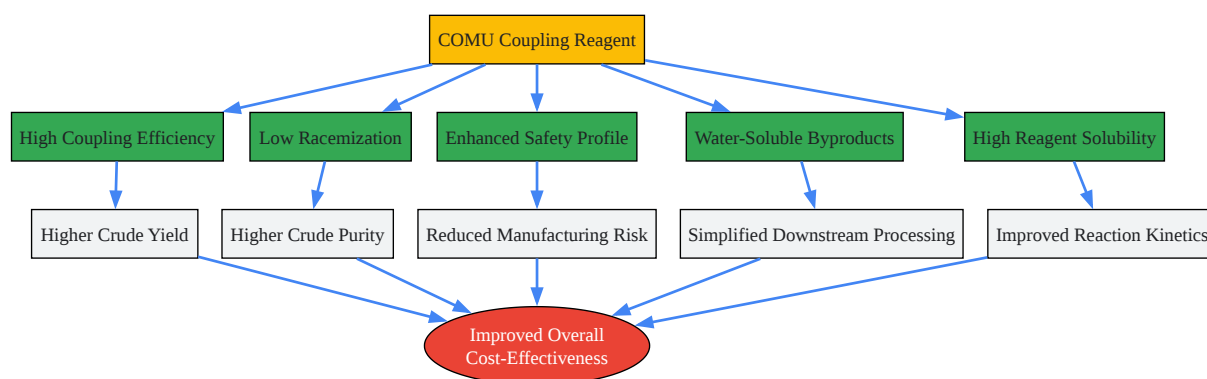 COMU Coupling Reagent
High Coupling Efficiency
Low Racemization
Enhanced Safety Profile
Water-Soluble Byproducts
High Reagent Solubility
Higher Crude Yield
Higher Crude Purity
Reduced Manufacturing Risk
Simplified Downstream Processing
Improved Reaction Kinetics
Improved Overall
Cost-Effectiveness